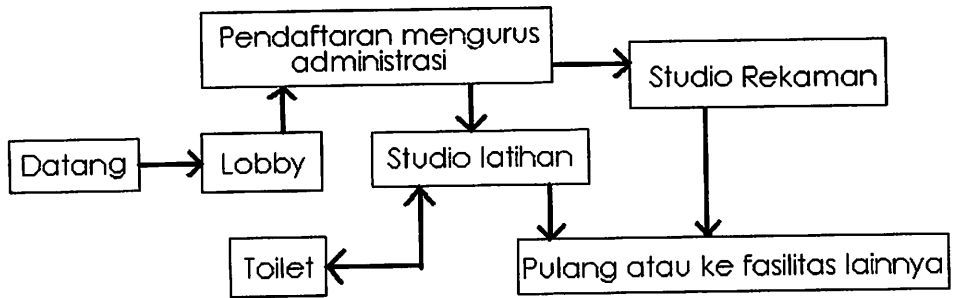 Pendaftaran mengurus
administrasi
Studio Rekaman
Datang
Lobby
Studio latihan
Toilet
Pulang atau ke fasilitas lainnya